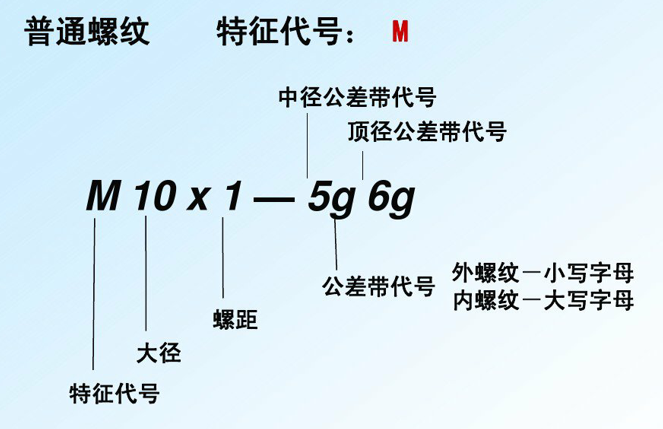 普通螺纹 特征代号： M
中径公差带代号
顶径公差带代号
M 10 x 1 — 5g 6g
公差带代号
外螺纹－小写字母
内螺纹－大写字母
螺距
大径
特征代号